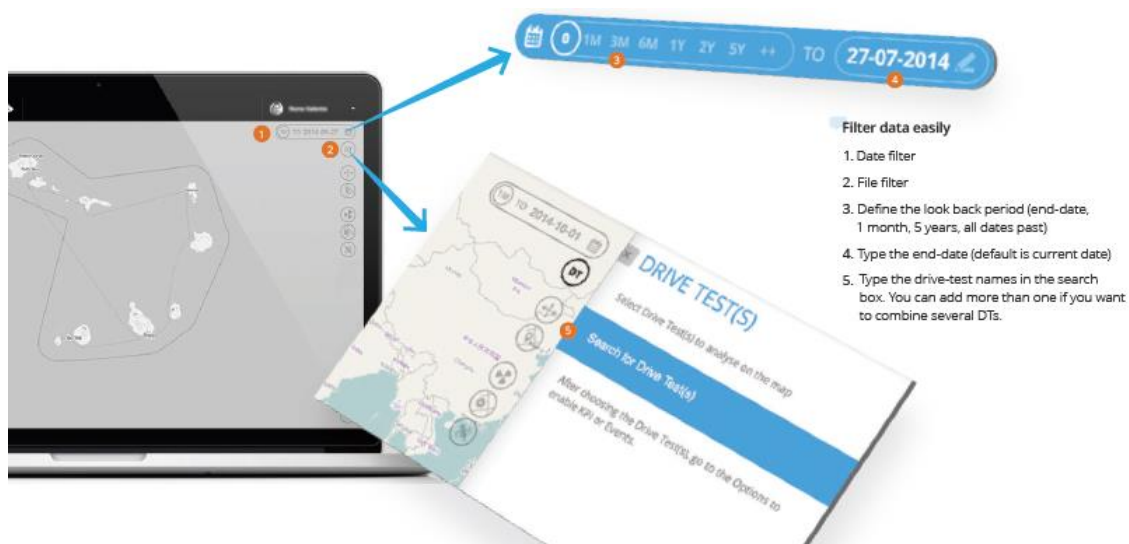 0 1M 3M 6M 1Y 2Y 5Y ++ TO 27-07-2014
3
4
1
2
Filter data easily
1. Date filter
2. File filter
3. Define the look back period (end-date,
1 month, 5 years, all dates past)
4. Type the end-date (default is current date)
5. Type the drive-test names in the search
box. You can add more than one if you want
to combine several DTs.
1M TO 2014-10-01
DT
5
DRIVE TEST(S)
Select Drive Test(s) to analyse on the map
Search for Drive Test(s)
After choosing the Drive Test(s), go to the Options to
enable KPI or Events.